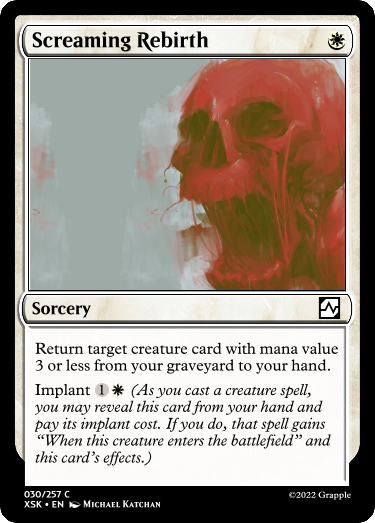 Screaming Rebirth
Sorcery
Return target creature card with mana value
3 or less from your graveyard to your hand.
Implant 1 (As you cast a creature spell,
you may reveal this card from your hand and
pay its implant cost. If you do, that spell gains
“When this creature enters the battlefield” and
this card’s effects.)
030/257 C
XSK • EN Michael Katchan
©2022 Grapple